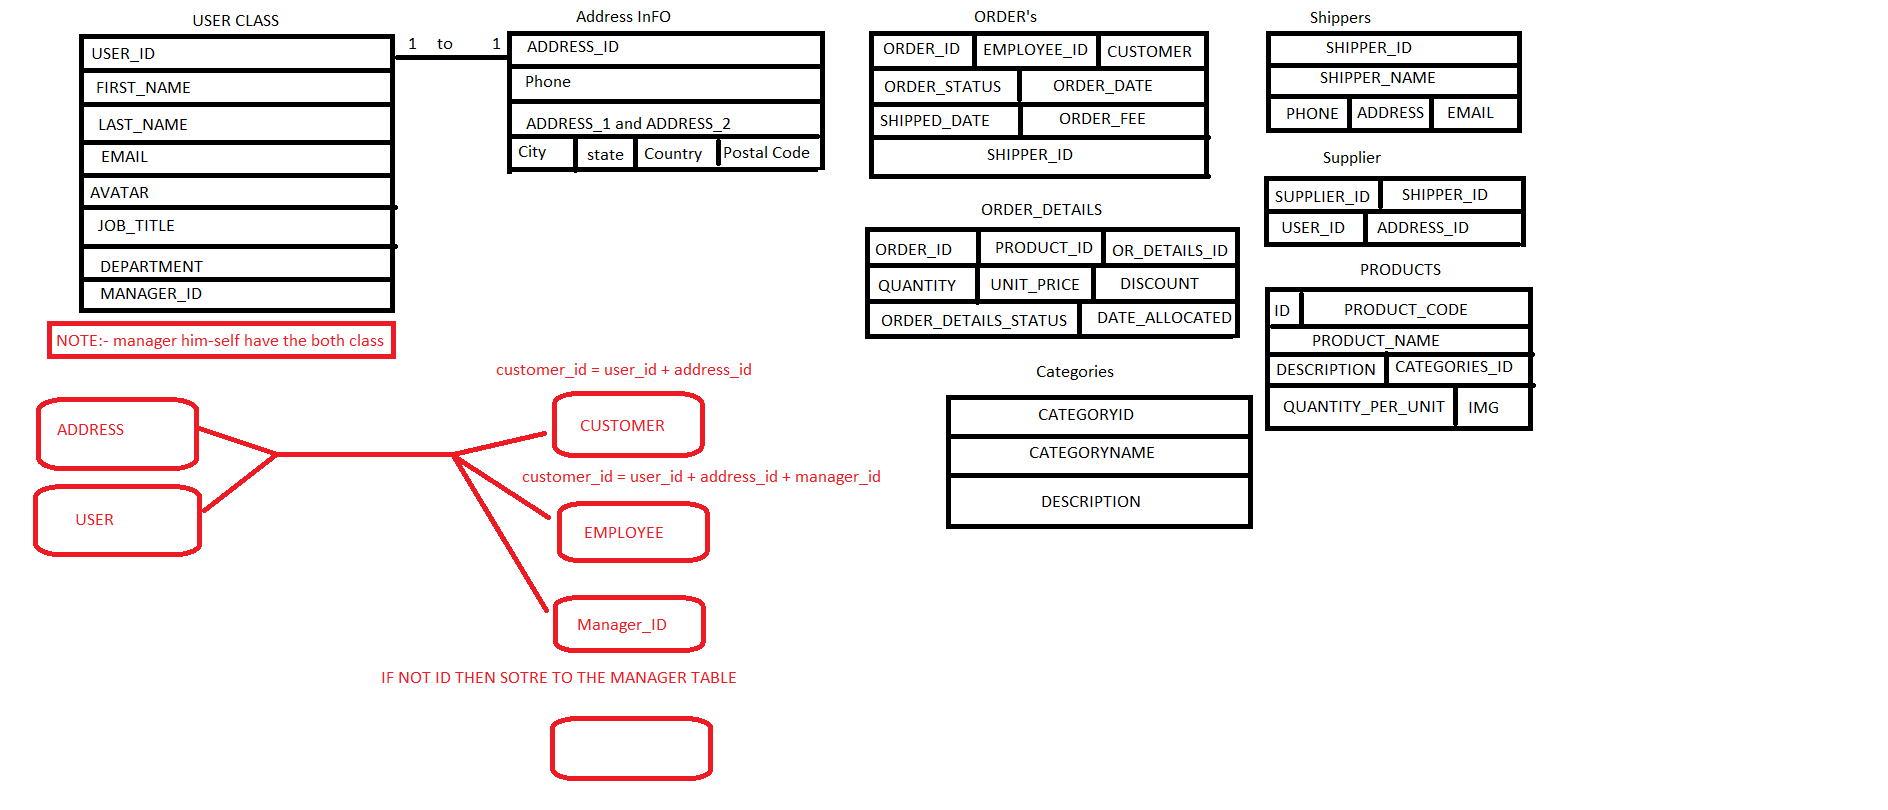 USER CLASS
USER_ID
FIRST_NAME
LAST_NAME
EMAIL
AVATAR
JOB_TITLE
DEPARTMENT
MANAGER_ID
1 to 1
Address InFO
ADDRESS_ID
Phone
ADDRESS_1 and ADDRESS_2
City state Country Postal Code
ORDER's
ORDER_ID EMPLOYEE_ID CUSTOMER
ORDER_STATUS ORDER_DATE
SHIPPED_DATE ORDER_FEE
SHIPPER_ID
Shippers
SHIPPER_ID
SHIPPER_NAME
PHONE ADDRESS EMAIL
Supplier
SUPPLIER_ID SHIPPER_ID
USER_ID ADDRESS_ID
ORDER_DETAILS
ORDER_ID PRODUCT_ID OR_DETAILS_ID
QUANTITY UNIT_PRICE DISCOUNT
ORDER_DETAILS_STATUS DATE_ALLOCATED
PRODUCTS
ID PRODUCT_CODE
PRODUCT_NAME
DESCRIPTION CATEGORIES_ID
QUANTITY_PER_UNIT IMG
Categories
CATEGORYID
CATEGORYNAME
DESCRIPTION
NOTE:- manager him-self have the both class
ADDRESS
USER
customer_id = user_id + address_id
CUSTOMER
customer_id = user_id + address_id + manager_id
EMPLOYEE
Manager_ID
IF NOT ID THEN SOTRE TO THE MANAGER TABLE